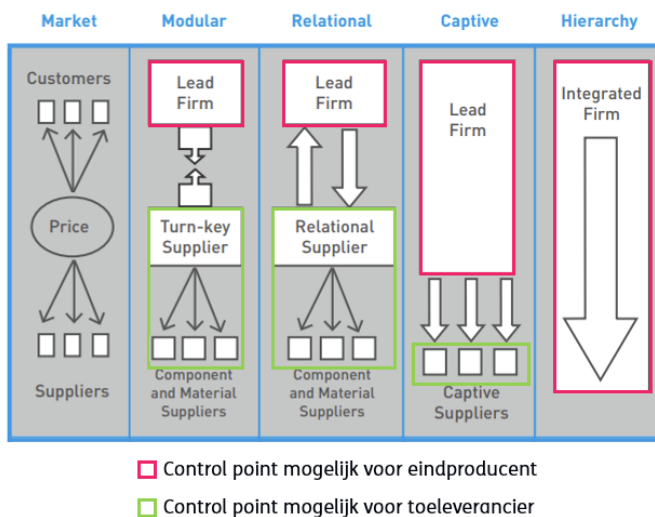 Market
Modular
Relational
Captive
Hierarchy
Customers
Price
Suppliers
Lead
Firm
Turn-key
Supplier
Component
and Material
Suppliers
Lead
Firm
Relational
Supplier
Component
and Material
Suppliers
Lead
Firm
Captive
Suppliers
Integrated
Firm
Control point mogelijk voor eindproducent
Control point mogelijk voor toeleverancier